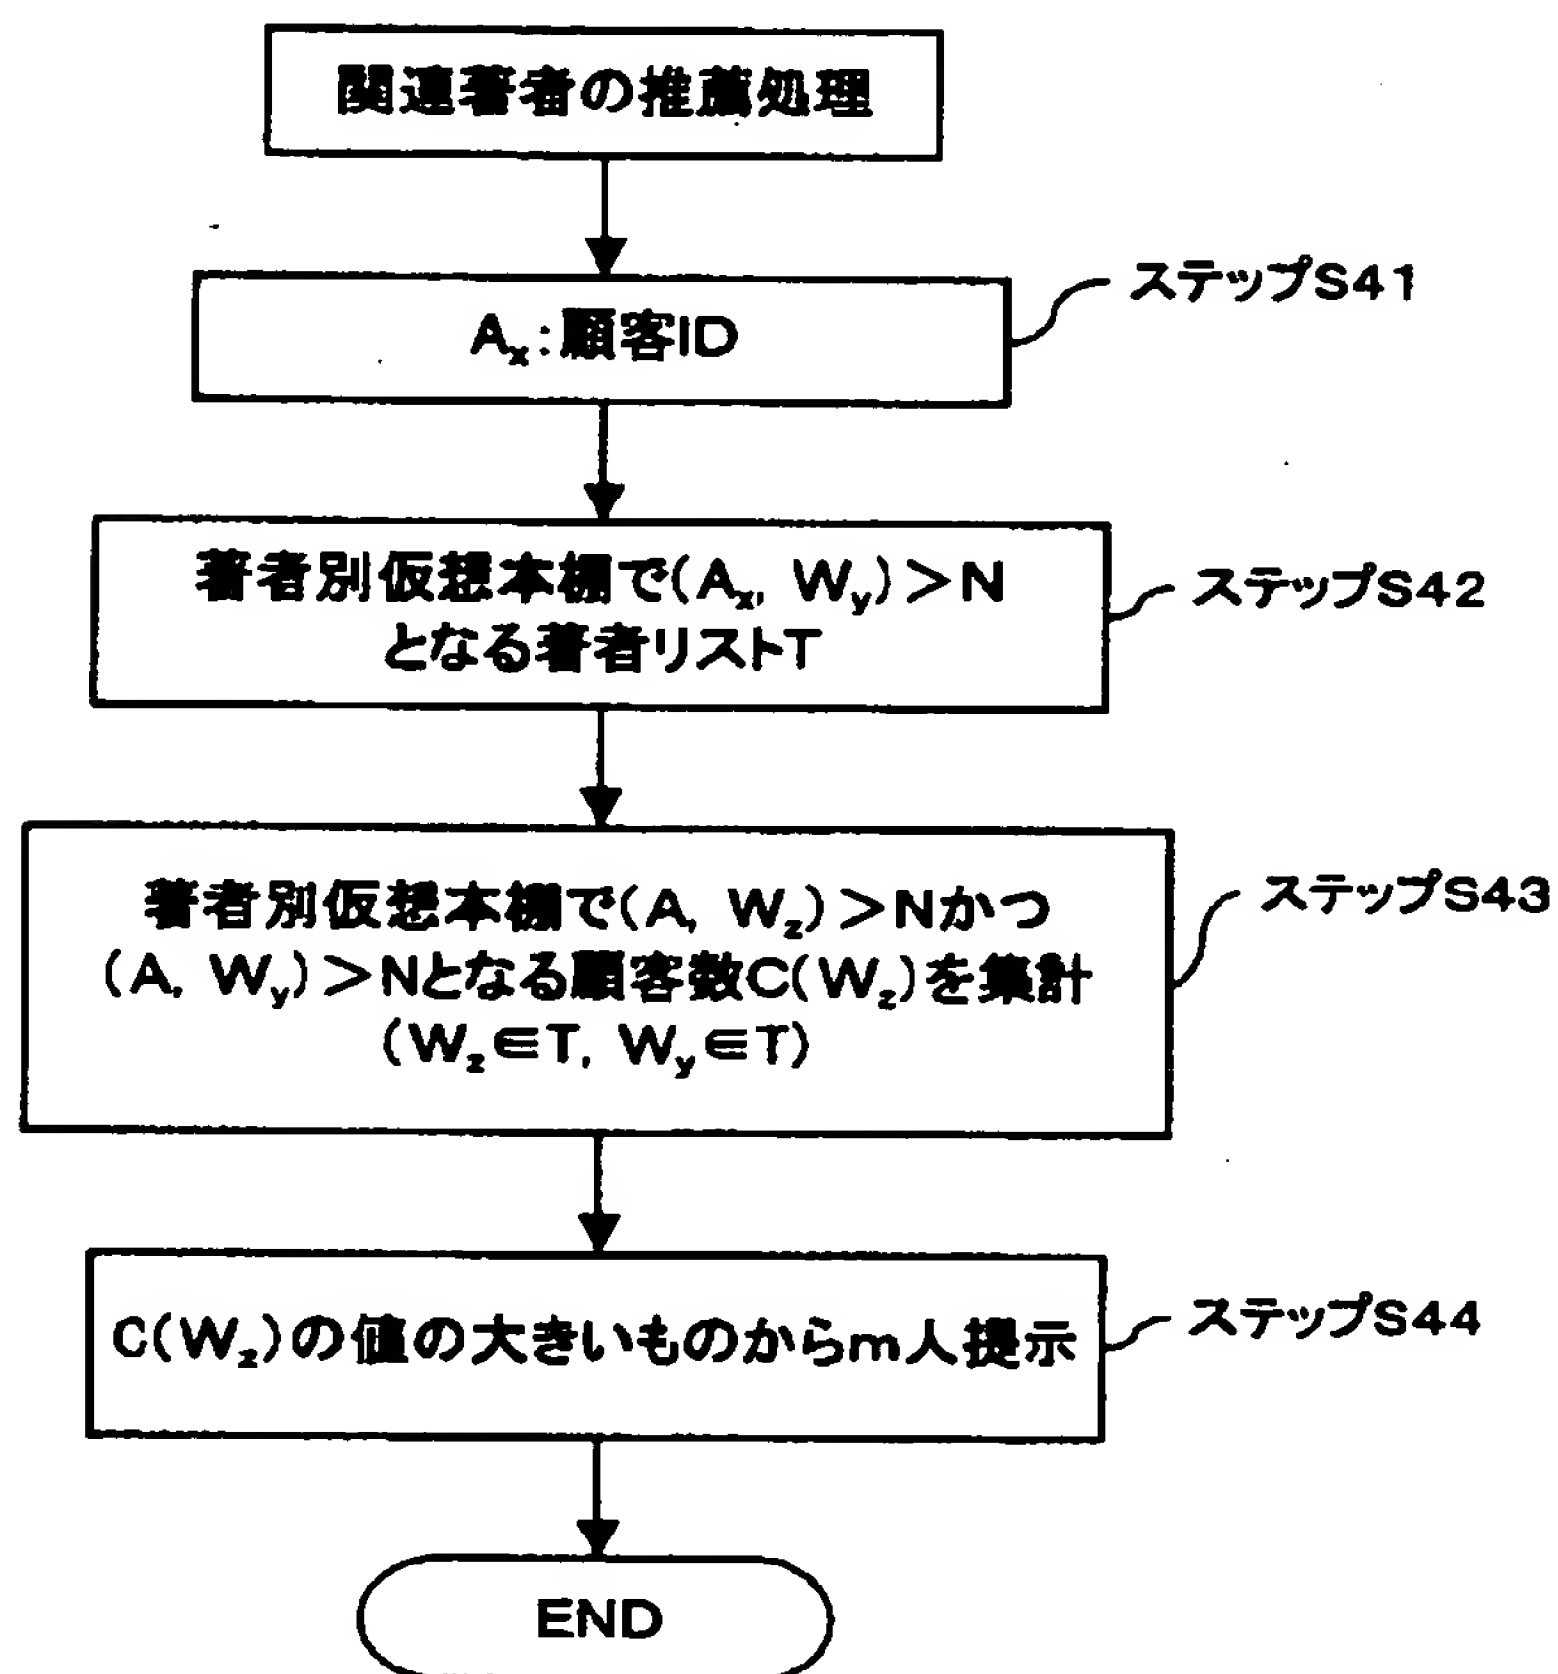 関連著者の推薦処理
Ax:顧客ID
ステップS41
著者別仮想本棚で(Ax, Wy)>N
となる著者リストT
ステップS42
著者別仮想本棚で(A, Wz)>Nかつ
(A, Wy)>Nとなる顧客数C(Wz)を集計
(Wz∈T, Wy∈T)
ステップS43
C(Wz)の値の大きいものからm人提示
ステップS44
END